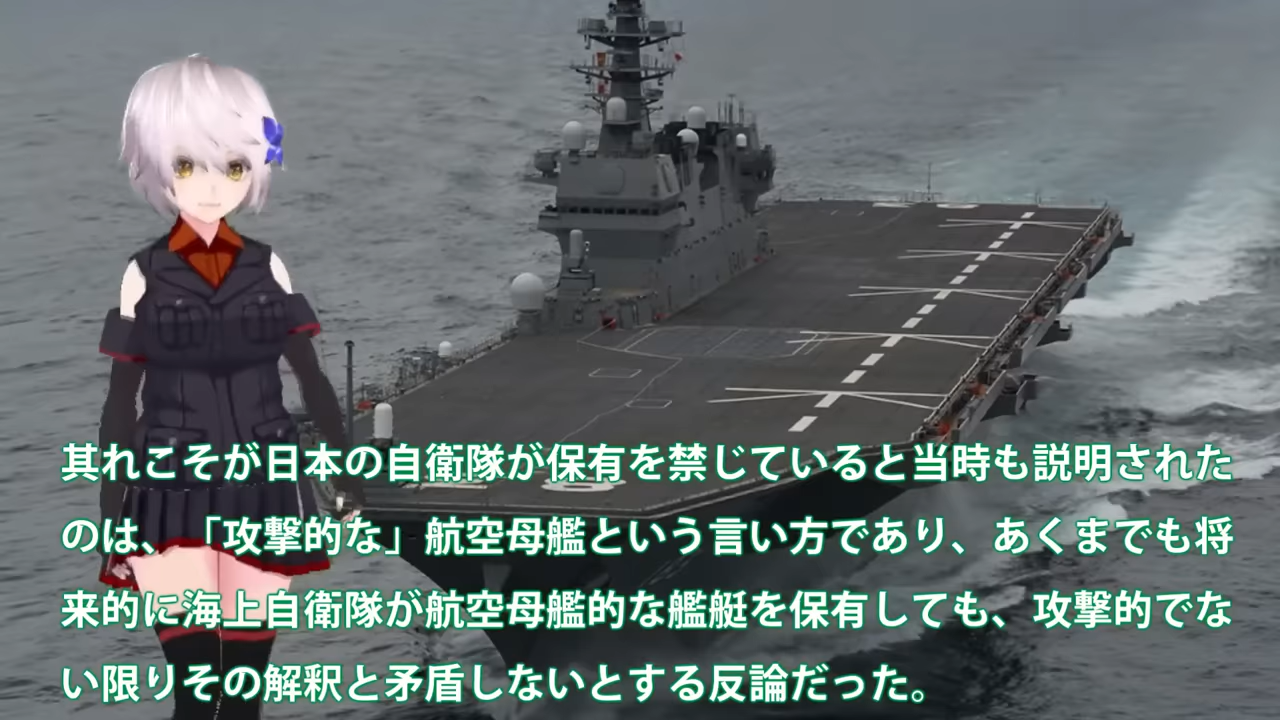 其れこそが日本の自衛隊が保有を禁じていると当時も説明された
のは、「攻撃的な」航空母艦という言い方であり、あくまでも将
来的に海上自衛隊が航空母艦的な艦艇を保有しても、攻撃的でな
い限りその解釈と矛盾しないとする反論だった。